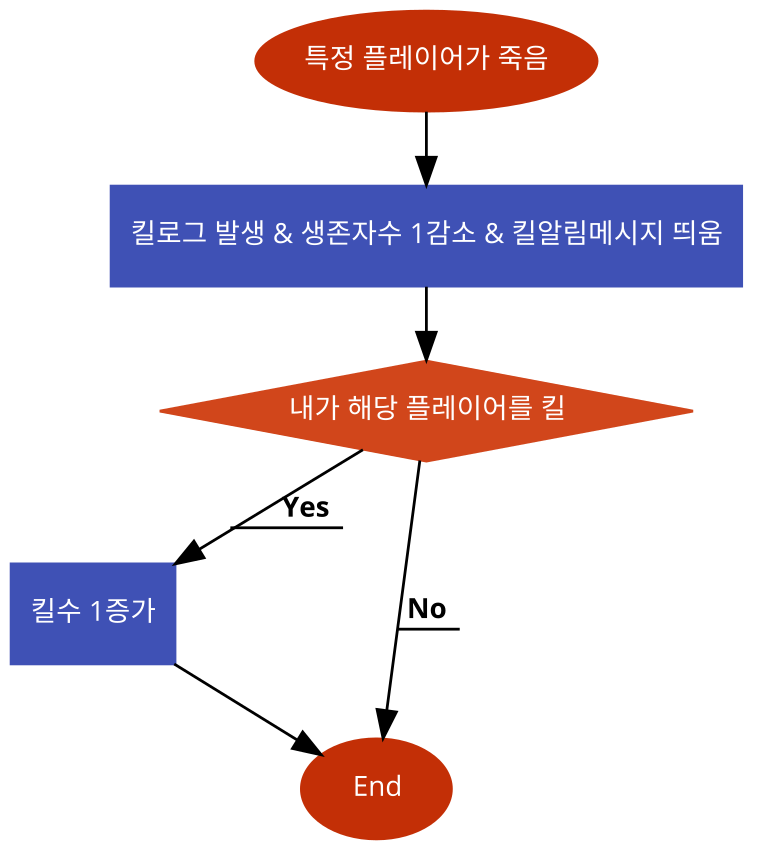 특정 플레이어가 죽음
킬로그 발생 & 생존자수 1감소 & 킬알림메시지 띄움
내가 해당 플레이어를 킬
Yes
킬수 1증가
No
End